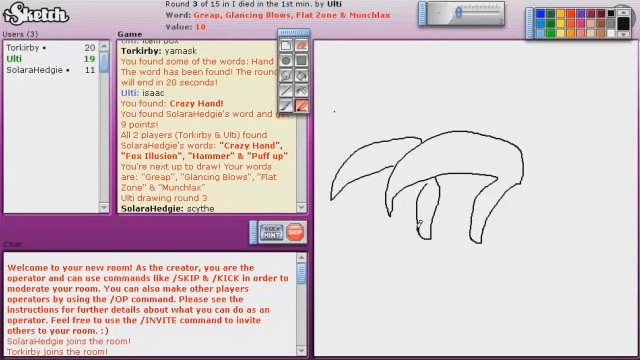 iSketch
Round 3 of 15 in I died in the 1st min. by Ulti
Word: Greap, Glancing Blows, Flat Zone & Munchlax
Value: 10
Users (3)
Torkirby • 20
Ulti 19
SolaraHedgie • 11
Game
Torkirby: yamask
You found some of the words: Hand
The word has been found! The round
will end in 20 seconds!
Ulti: isaac
You found: Crazy Hand!
You found SolaraHedgie's word and get
9 points!
All 2 players (Torkirby & Ulti) found
SolaraHedgie's words: "Crazy Hand",
"Fox Illusion", "Hammer" & "Puff up"
You're next up to draw! Your words
are: "Greap", "Glancing Blows", "Flat
Zone" & "Munchlax"
Ulti drawing round 3
SolaraHedgie: scythe
HINT
SKIP
Chat
Welcome to your new room! As the creator, you are the
operator and can use commands like /SKIP & /KICK in order to
moderate your room. You can also make other players
operators by using the /OP command. Please see the
instructions for further details about what you can do as an operator.
Feel free to use the /INVITE command to invite
others to your room. :)
SolaraHedgie joins the room!
Torkirby joins the room!